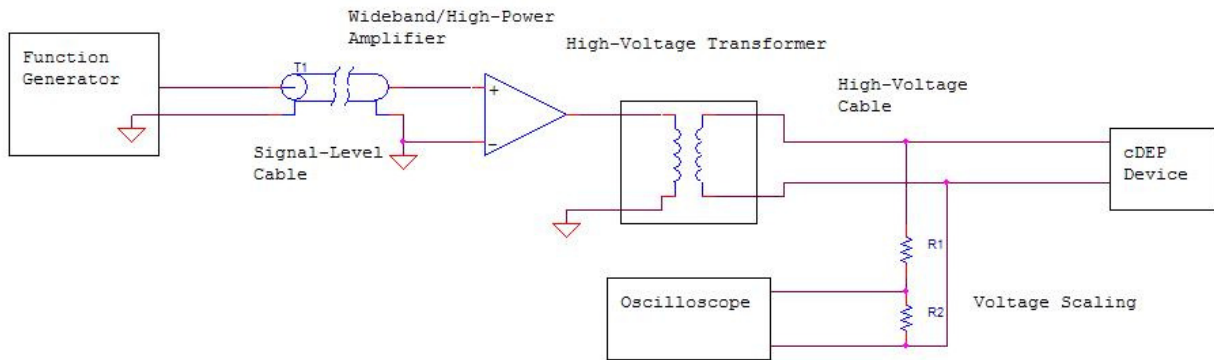 Wideband/High-Power
Amplifier
Function
Generator
T1
High-Voltage Transformer
+
−
Signal-Level
Cable
High-Voltage
Cable
cDEP
Device
R1
Oscilloscope
R2
Voltage Scaling